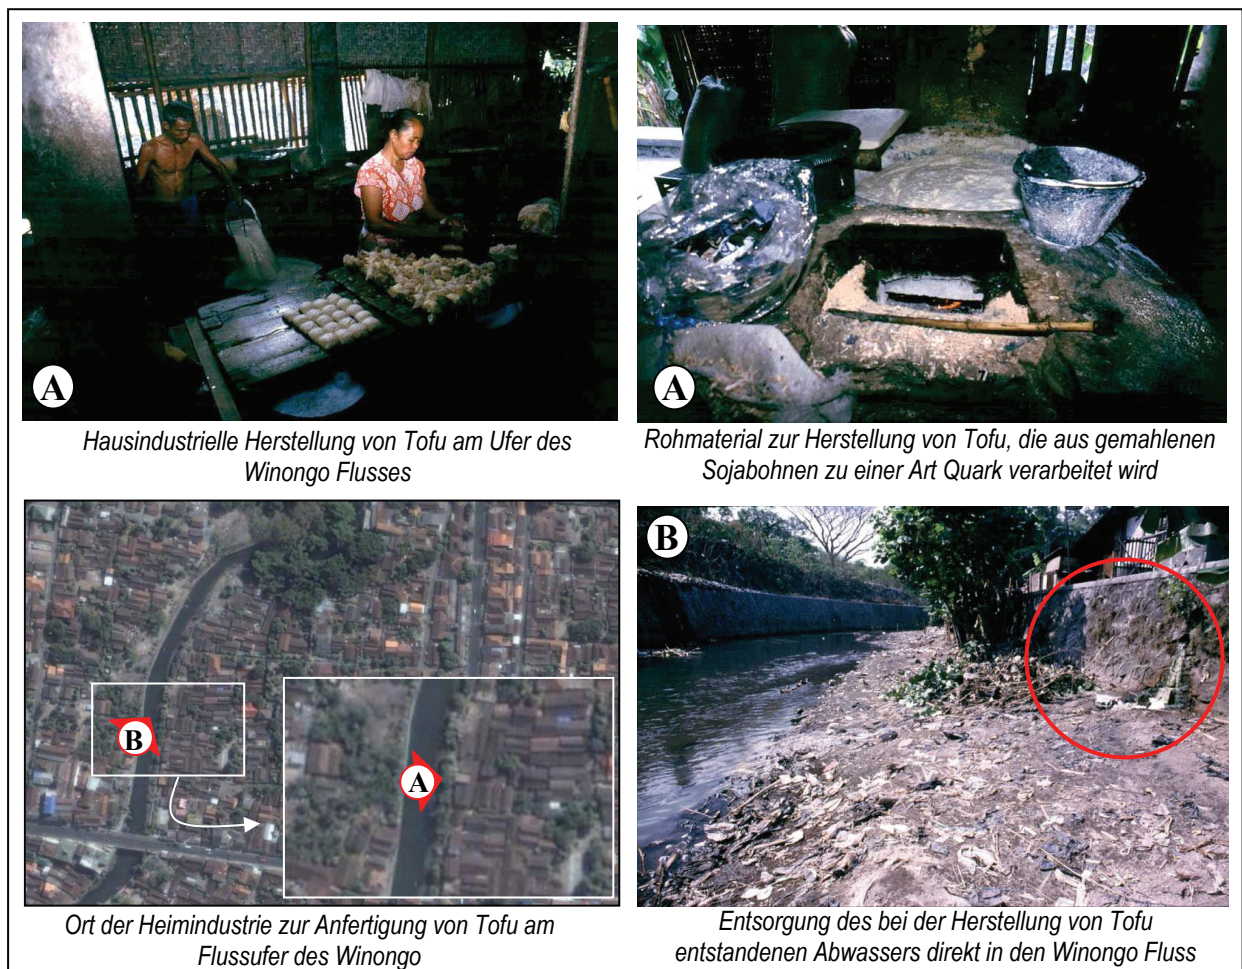 A
Hausindustrielle Herstellung von Tofu am Ufer des
Winongo Flusses
A
Rohmaterial zur Herstellung von Tofu, die aus gemahlenen
Sojabohnen zu einer Art Quark verarbeitet wird
B
A
Ort der Heimindustrie zur Anfertigung von Tofu am
Flussufer des Winongo
B
Entsorgung des bei der Herstellung von Tofu
entstandenen Abwassers direkt in den Winongo Fluss